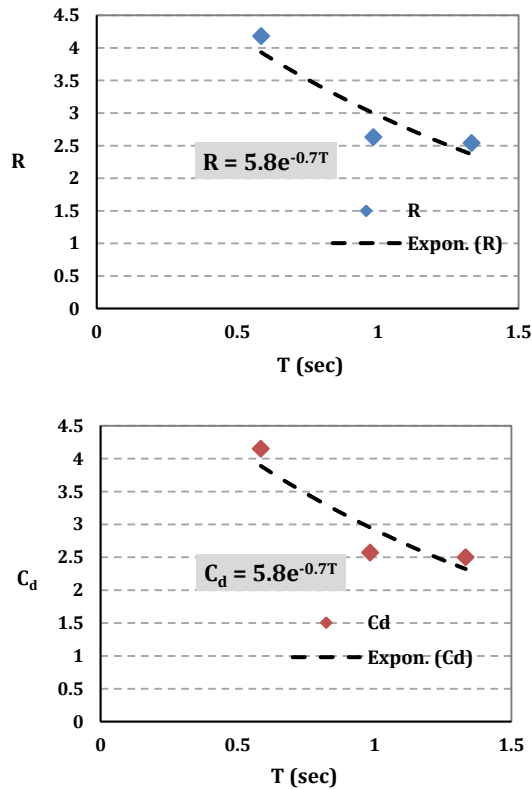 4.5
4
3.5
3
2.5
2
1.5
1
0.5
0
R
R = 5.8e-0.7T
R
Expon. (R)
0 0.5 1 1.5
T (sec)
4.5
4
3.5
3
2.5
2
1.5
1
0.5
0
Cd
Cd = 5.8e-0.7T
Cd
Expon. (Cd)
0 0.5 1 1.5
T (sec)